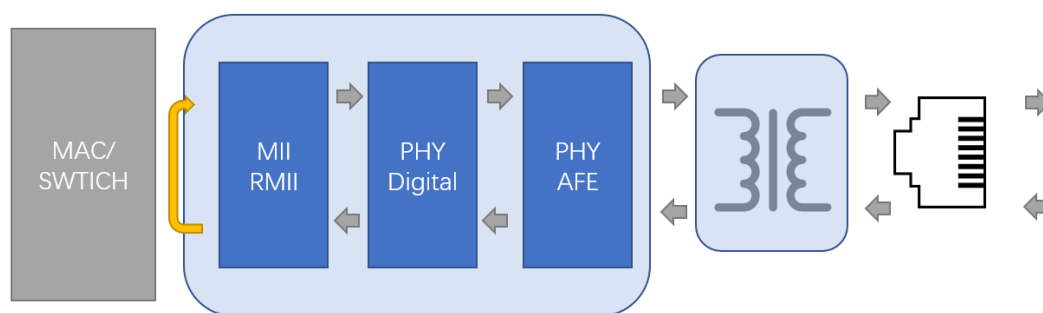 MAC/
SWTICH
MII
RMII
PHY
Digital
PHY
AFE